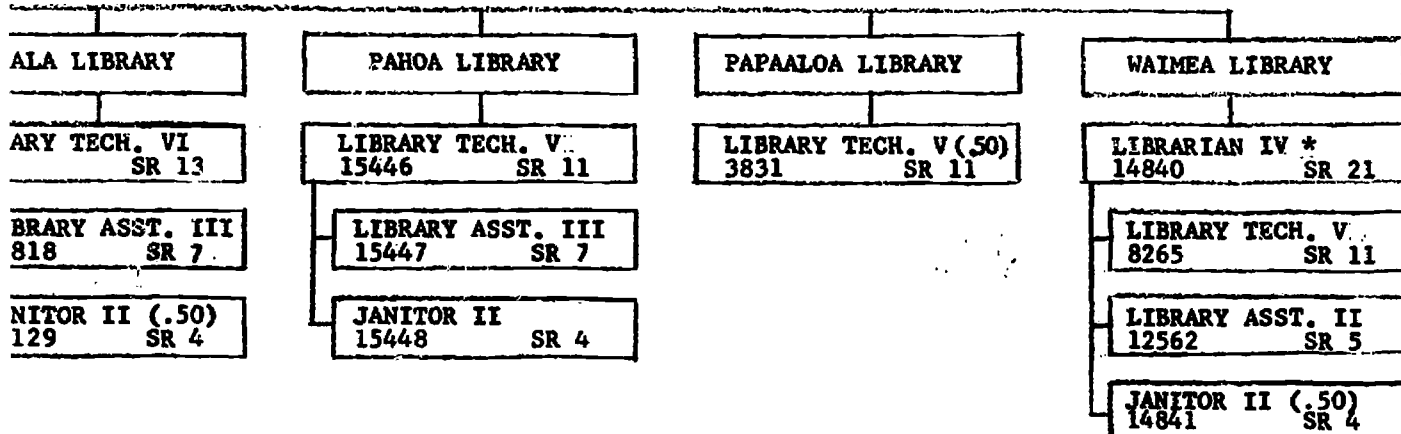 ALA LIBRARY
ARY TECH. VI
SR 13
BRARY ASST. III
818 SR 7
NITOR II (.50)
129 SR 4
PAHOA LIBRARY
LIBRARY TECH. V
15446 SR 11
LIBRARY ASST. III
15447 SR 7
JANITOR II
15448 SR 4
PAPAALOA LIBRARY
LIBRARY TECH. V (.50)
3831 SR 11
WAIMEA LIBRARY
LIBRARIAN IV *
14840 SR 21
LIBRARY TECH. V
8265 SR 11
LIBRARY ASST. II
12562 SR 5
JANITOR II (.50)
14841 SR 4